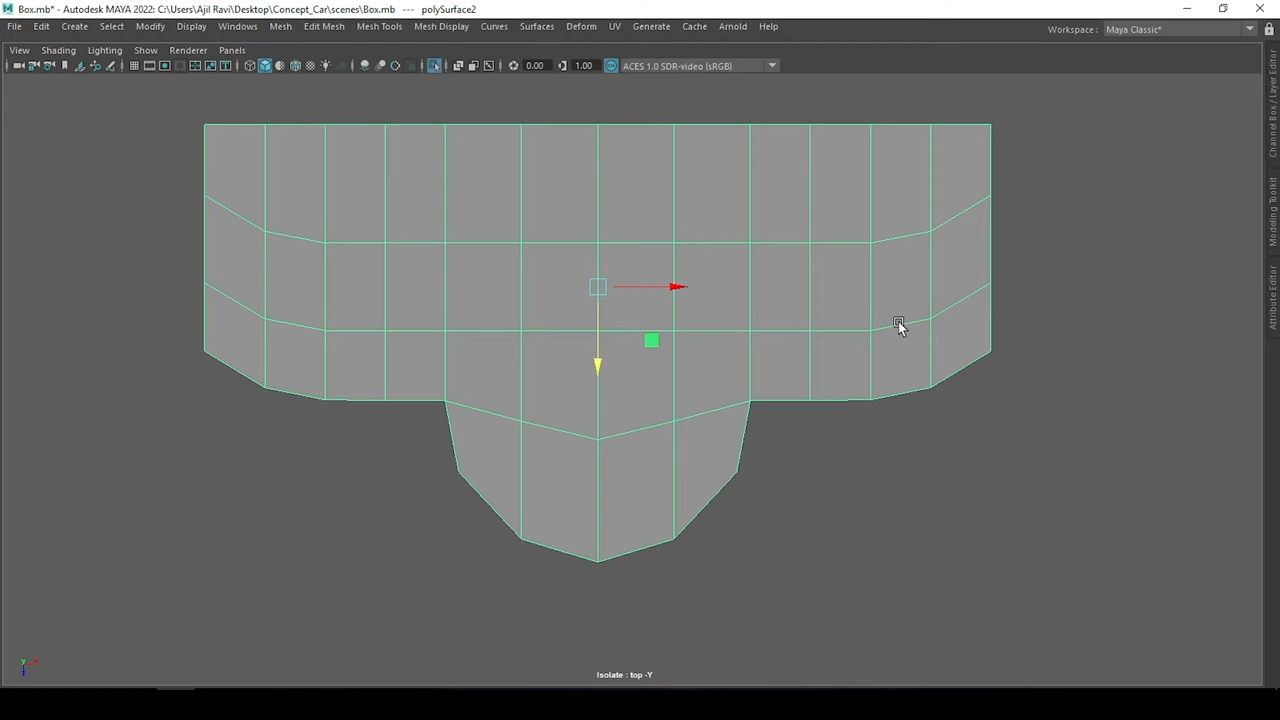 Box.mb* - Autodesk MAYA 2022: C:\Users\Ajil Ravi\Desktop\Concept_Car\scenes\Box.mb --- polySurface2
File Edit Create Select Modify Display Windows Mesh Edit Mesh Mesh Tools Mesh Display Curves Surfaces Deform UV Generate Cache Arnold Help Workspace: Maya Classic*
View Shading Lighting Show Renderer Panels
0.00 1.00 ACES 1.0 SDR-video (sRGB)
Channel Box / Layer Editor
Modeling Toolkit
Attribute Editor
y x
z
Isolate : top -Y